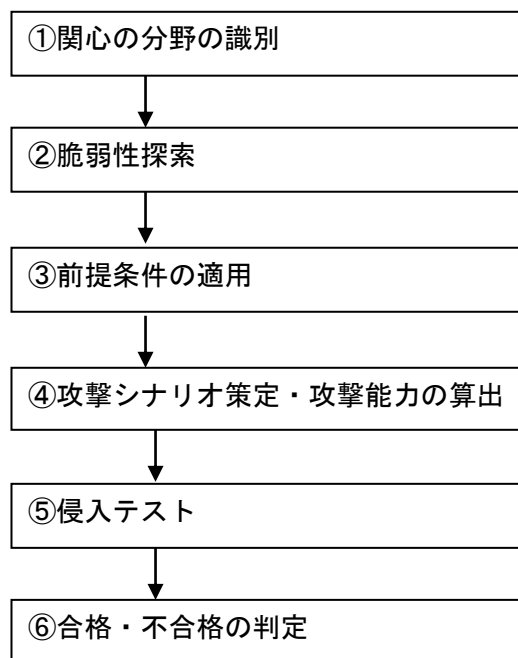 ①関心の分野の識別
②脆弱性探索
③前提条件の適用
④攻撃シナリオ策定・攻撃能力の算出
⑤侵入テスト
⑥合格・不合格の判定